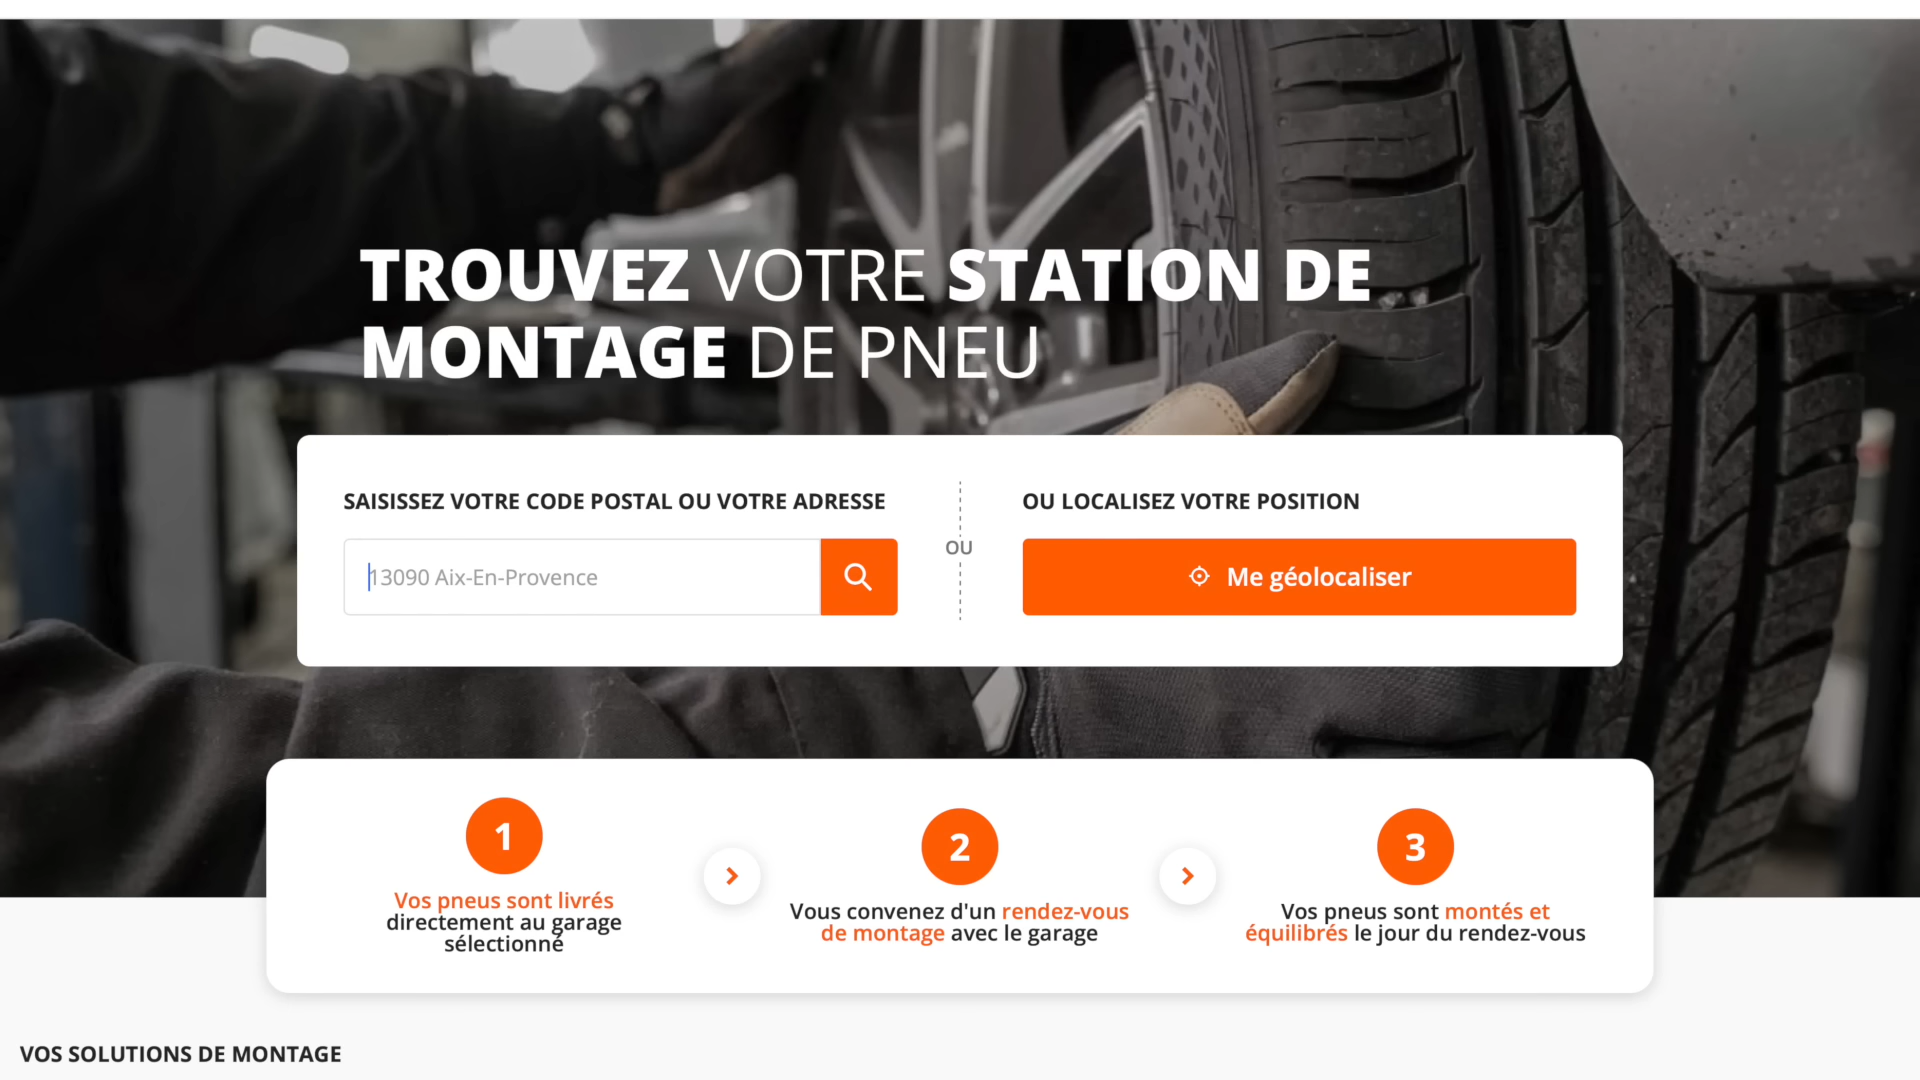 TROUVEZ VOTRE STATION DE
MONTAGE DE PNEU
SAISISSEZ VOTRE CODE POSTAL OU VOTRE ADRESSE
13090 Aix-En-Provence
OU
OU LOCALISEZ VOTRE POSITION
Me géolocaliser
1
Vos pneus sont livrés
directement au garage
sélectionné
2
Vous convenez d'un rendez-vous
de montage avec le garage
3
Vos pneus sont montés et
équilibrés le jour du rendez-vous
VOS SOLUTIONS DE MONTAGE